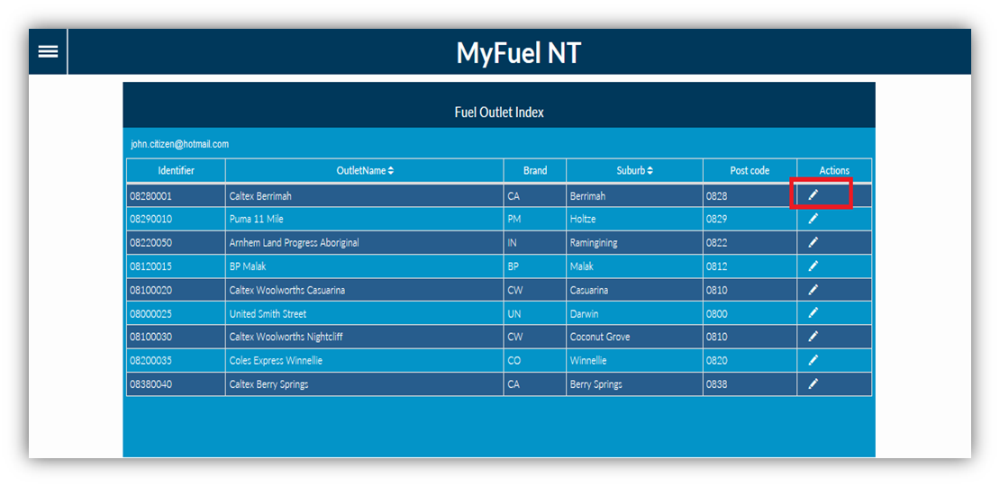 MyFuel NT
Fuel Outlet Index
john.citizen@hotmail.com
Identifier OutletName Brand Suburb Post code Actions
08280001 Caltex Berrimah CA Berrimah 0828
08290010 Puma 11 Mile PM Holtze 0829
08220050 Arnhem Land Progress Aboriginal IN Ramingining 0822
08120015 BP Malak BP Malak 0812
08100020 Caltex Woolworths Casuarina CW Casuarina 0810
08000025 United Smith Street UN Darwin 0800
08100030 Caltex Woolworths Nightcliff CW Coconut Grove 0810
08200035 Coles Express Winnellie CO Winnellie 0820
08380040 Caltex Berry Springs CA Berry Springs 0838